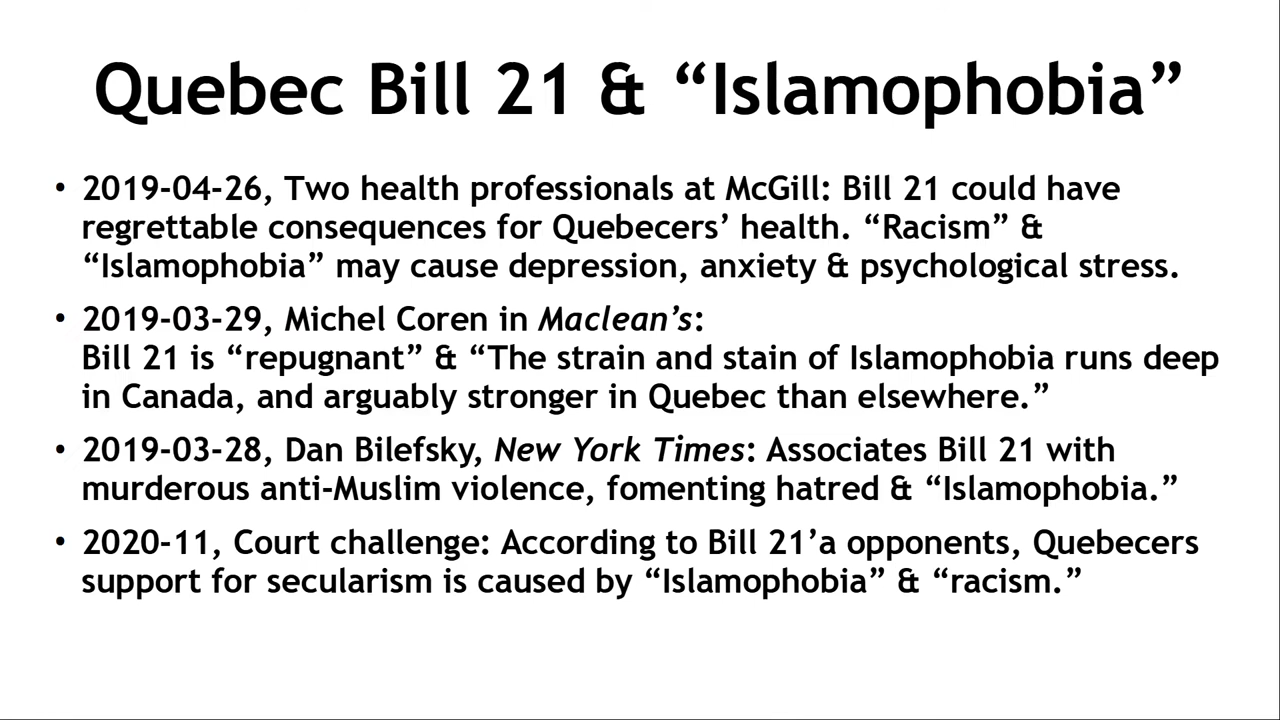 Quebec Bill 21 & “Islamophobia”
• 2019-04-26, Two health professionals at McGill: Bill 21 could have
regrettable consequences for Quebecers’ health. “Racism” &
“Islamophobia” may cause depression, anxiety & psychological stress.
• 2019-03-29, Michel Coren in Maclean’s:
Bill 21 is “repugnant” & “The strain and stain of Islamophobia runs deep
in Canada, and arguably stronger in Quebec than elsewhere.”
• 2019-03-28, Dan Bilefsky, New York Times: Associates Bill 21 with
murderous anti-Muslim violence, fomenting hatred & “Islamophobia.”
• 2020-11, Court challenge: According to Bill 21’a opponents, Quebecers
support for secularism is caused by “Islamophobia” & “racism.”